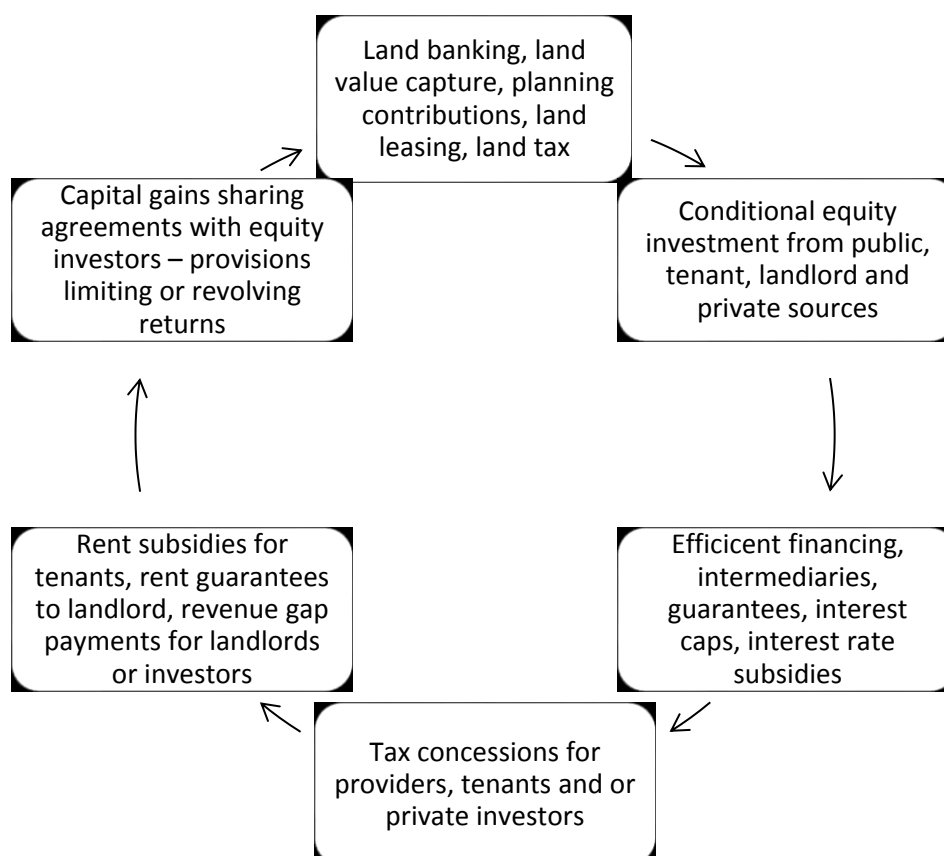 Land banking, land
value capture, planning
contributions, land
leasing, land tax
Conditional equity
investment from public,
tenant, landlord and
private sources
Efficicent financing,
intermediaries,
guarantees, interest
caps, interest rate
subsidies
Tax concessions for
providers, tenants and or
private investors
Rent subsidies for
tenants, rent guarantees
to landlord, revenue gap
payments for landlords
or investors
Capital gains sharing
agreements with equity
investors – provisions
limiting or revolving
returns